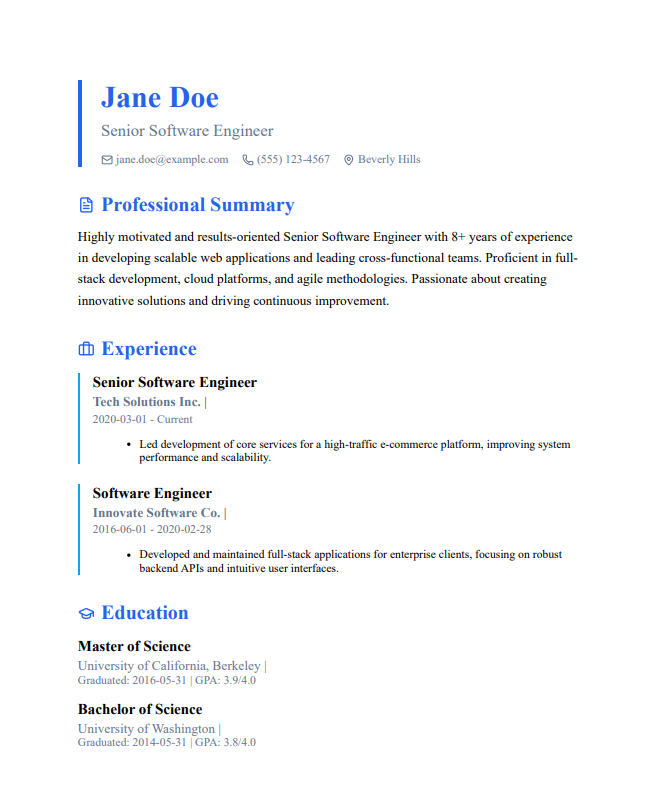 Jane Doe
Senior Software Engineer
jane.doe@example.com (555) 123-4567 Beverly Hills
Professional Summary
Highly motivated and results-oriented Senior Software Engineer with 8+ years of experience
in developing scalable web applications and leading cross-functional teams. Proficient in full-
stack development, cloud platforms, and agile methodologies. Passionate about creating
innovative solutions and driving continuous improvement.
Experience
Senior Software Engineer
Tech Solutions Inc. |
2020-03-01 - Current
• Led development of core services for a high-traffic e-commerce platform, improving system
performance and scalability.
Software Engineer
Innovate Software Co. |
2016-06-01 - 2020-02-28
• Developed and maintained full-stack applications for enterprise clients, focusing on robust
backend APIs and intuitive user interfaces.
Education
Master of Science
University of California, Berkeley |
Graduated: 2016-05-31 | GPA: 3.9/4.0
Bachelor of Science
University of Washington |
Graduated: 2014-05-31 | GPA: 3.8/4.0